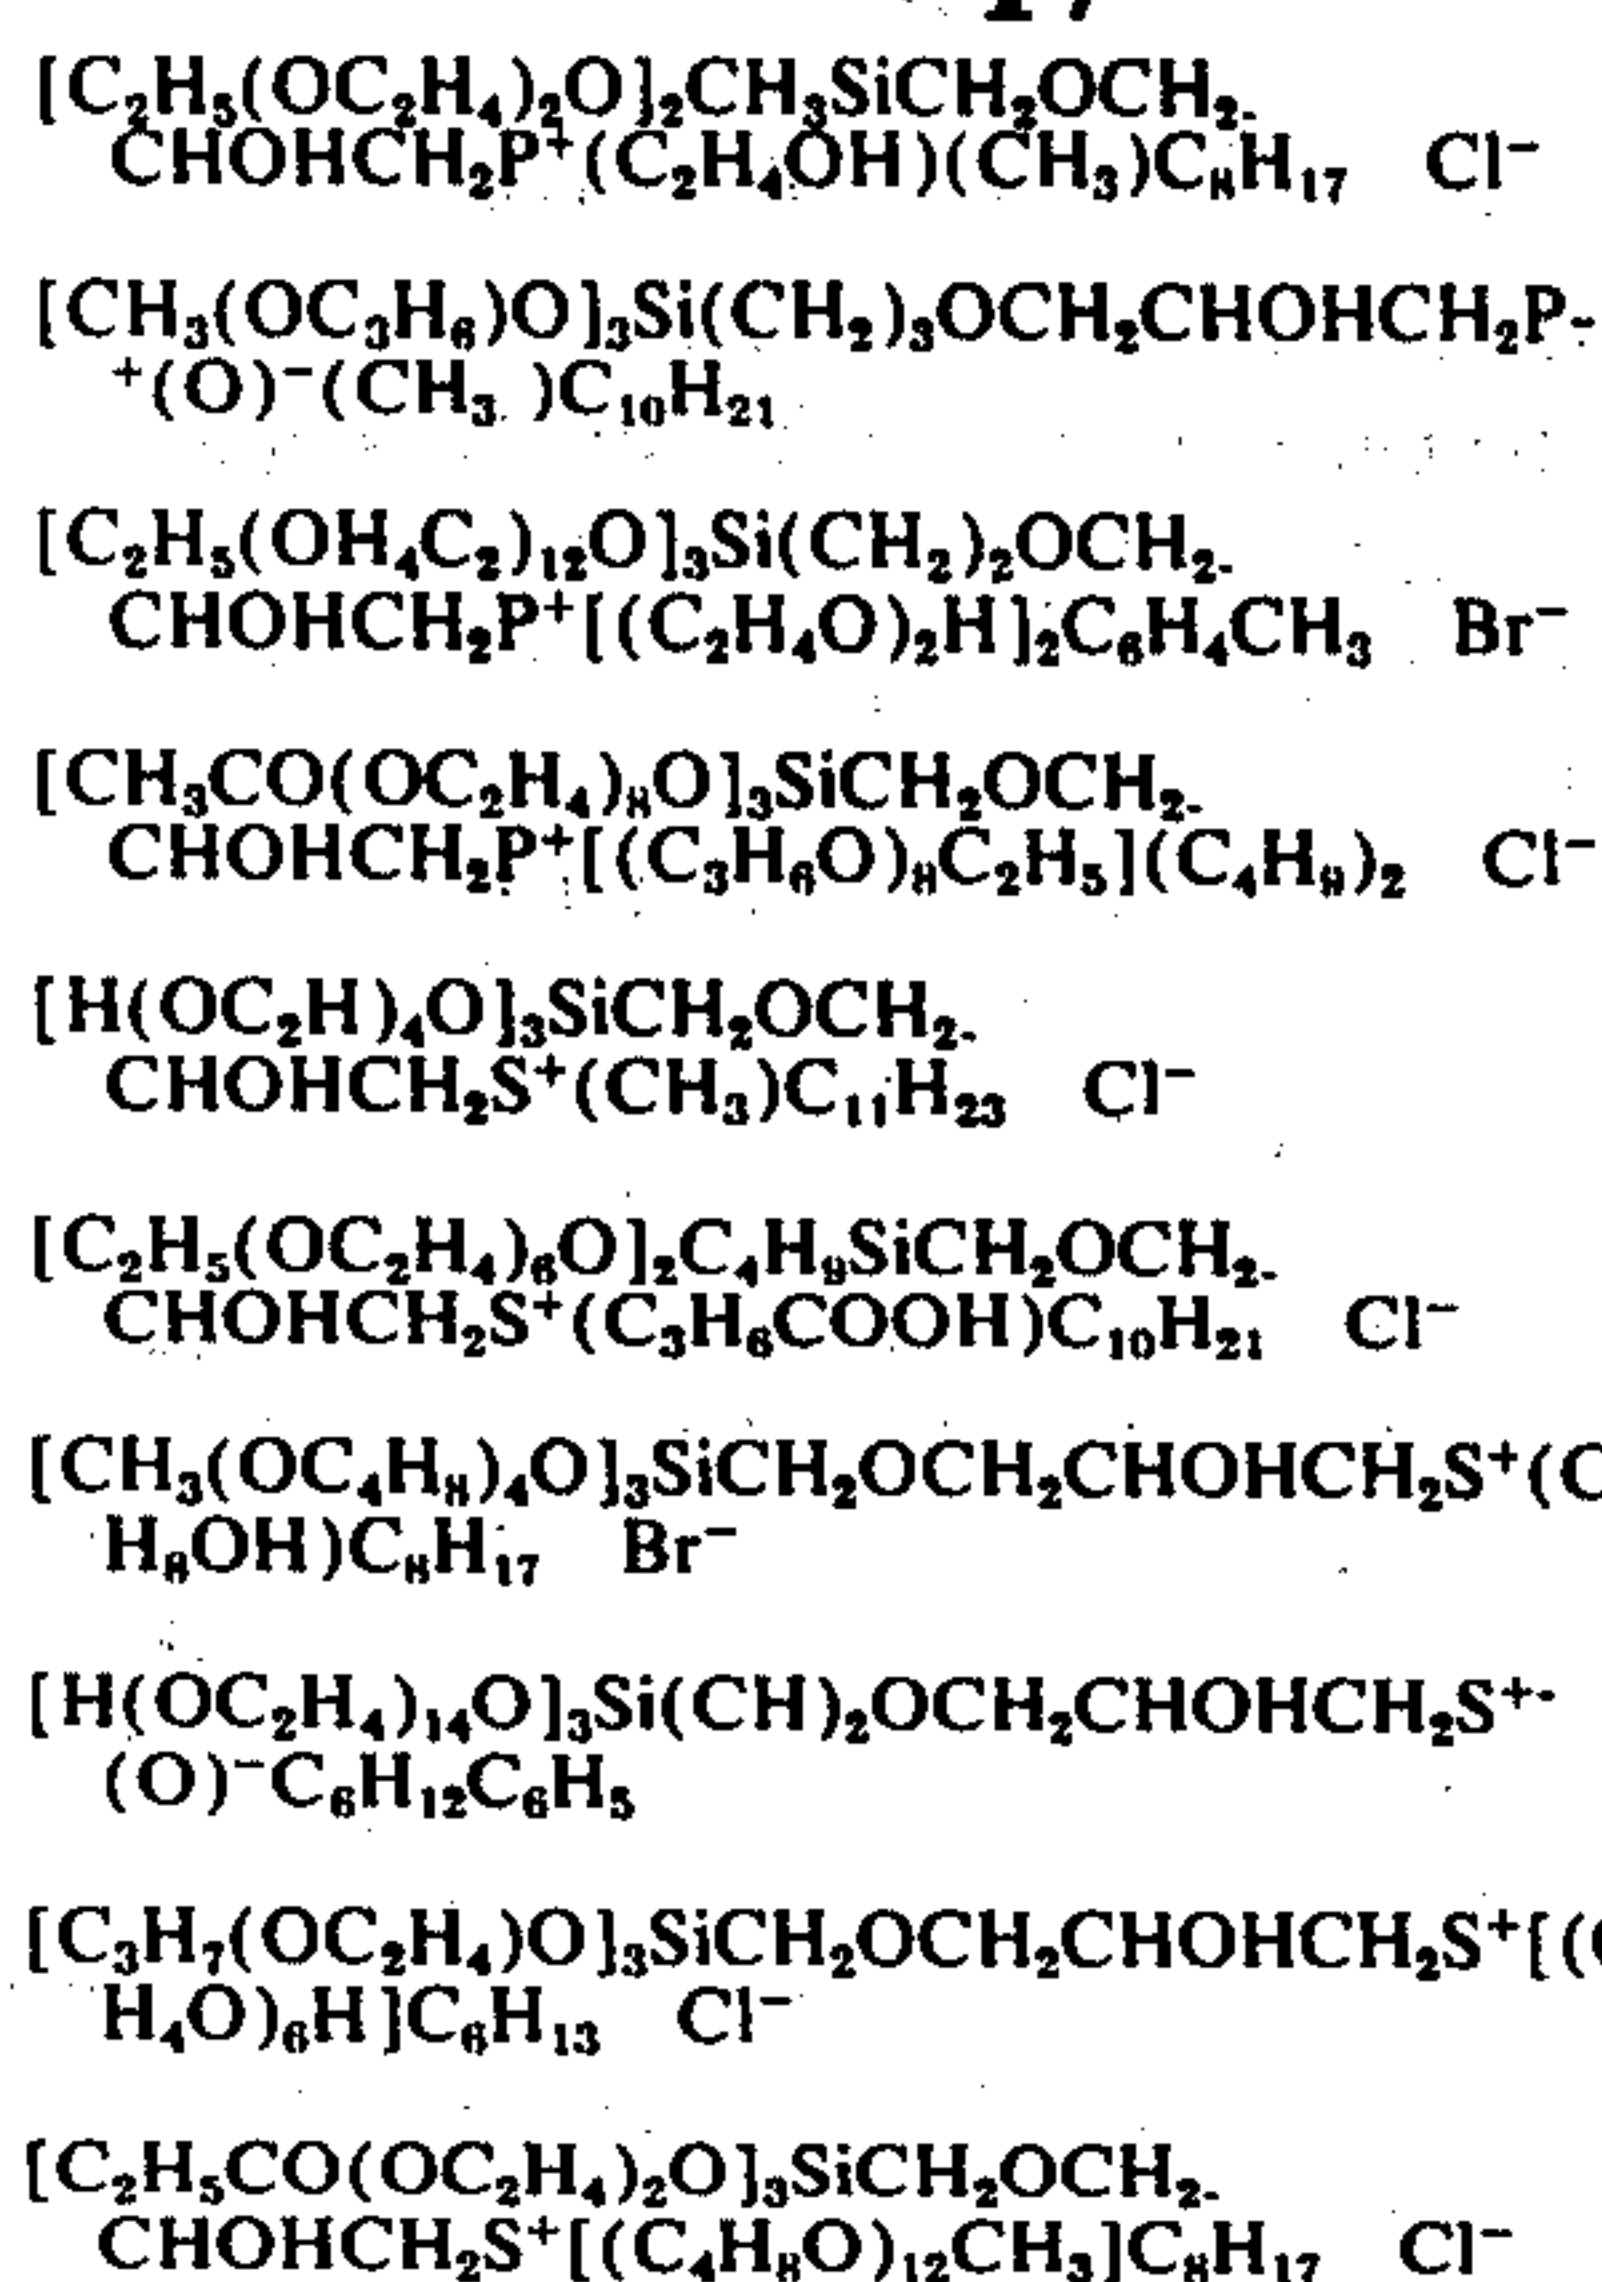 [C₂H₅(OC₂H₄)₂O]₂CH₃SiCH₂OCH₂-
CHOHCH₂P⁺(C₂H₄OH)(CH₃)C₈H₁₇ Cl⁻
[CH₃(OC₃H₆)O]₃Si(CH₂)₃OCH₂CHOHCH₂P-
⁺(O)⁻(CH₃)C₁₀H₂₁
[C₂H₅(OH₄C₂)₁₂O]₃Si(CH₂)₂OCH₂-
CHOHCH₂P⁺[(C₂H₄O)₂H]₂C₆H₄CH₃ Br⁻
[CH₃CO(OC₂H₄)₈O]₃SiCH₂OCH₂-
CHOHCH₂P⁺[(C₃H₆O)₈C₂H₅](C₄H₉)₂ Cl⁻
[H(OC₂H)₄O]₃SiCH₂OCH₂-
CHOHCH₂S⁺(CH₃)C₁₁H₂₃ Cl⁻
[C₂H₅(OC₂H₄)₆O]₂C₄H₉SiCH₂OCH₂-
CHOHCH₂S⁺(C₃H₆COOH)C₁₀H₂₁ Cl⁻
[CH₃(OC₄H₈)₄O]₃SiCH₂OCH₂CHOHCH₂S⁺(C
H₈OH)C₈H₁₇ Br⁻
[H(OC₂H₄)₁₄O]₃Si(CH)₂OCH₂CHOHCH₂S⁺-
(O)⁻C₆H₁₂C₆H₅
[C₃H₇(OC₂H₄)O]₃SiCH₂OCH₂CHOHCH₂S⁺[(
H₄O)₆H]C₆H₁₃ Cl⁻
[C₂H₅CO(OC₂H₄)₂O]₃SiCH₂OCH₂-
CHOHCH₂S⁺[(C₄H₈O)₁₂CH₃]C₈H₁₇ Cl⁻